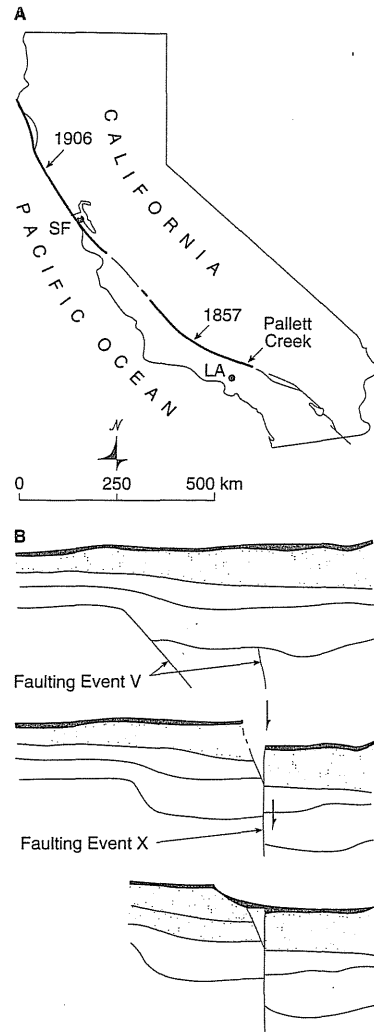 A
CALIFORNIA
1906
SF
PACIFIC OCEAN
1857
Pallett
Creek
LA
N
0 250 500 km
B
Faulting Event V
Faulting Event X